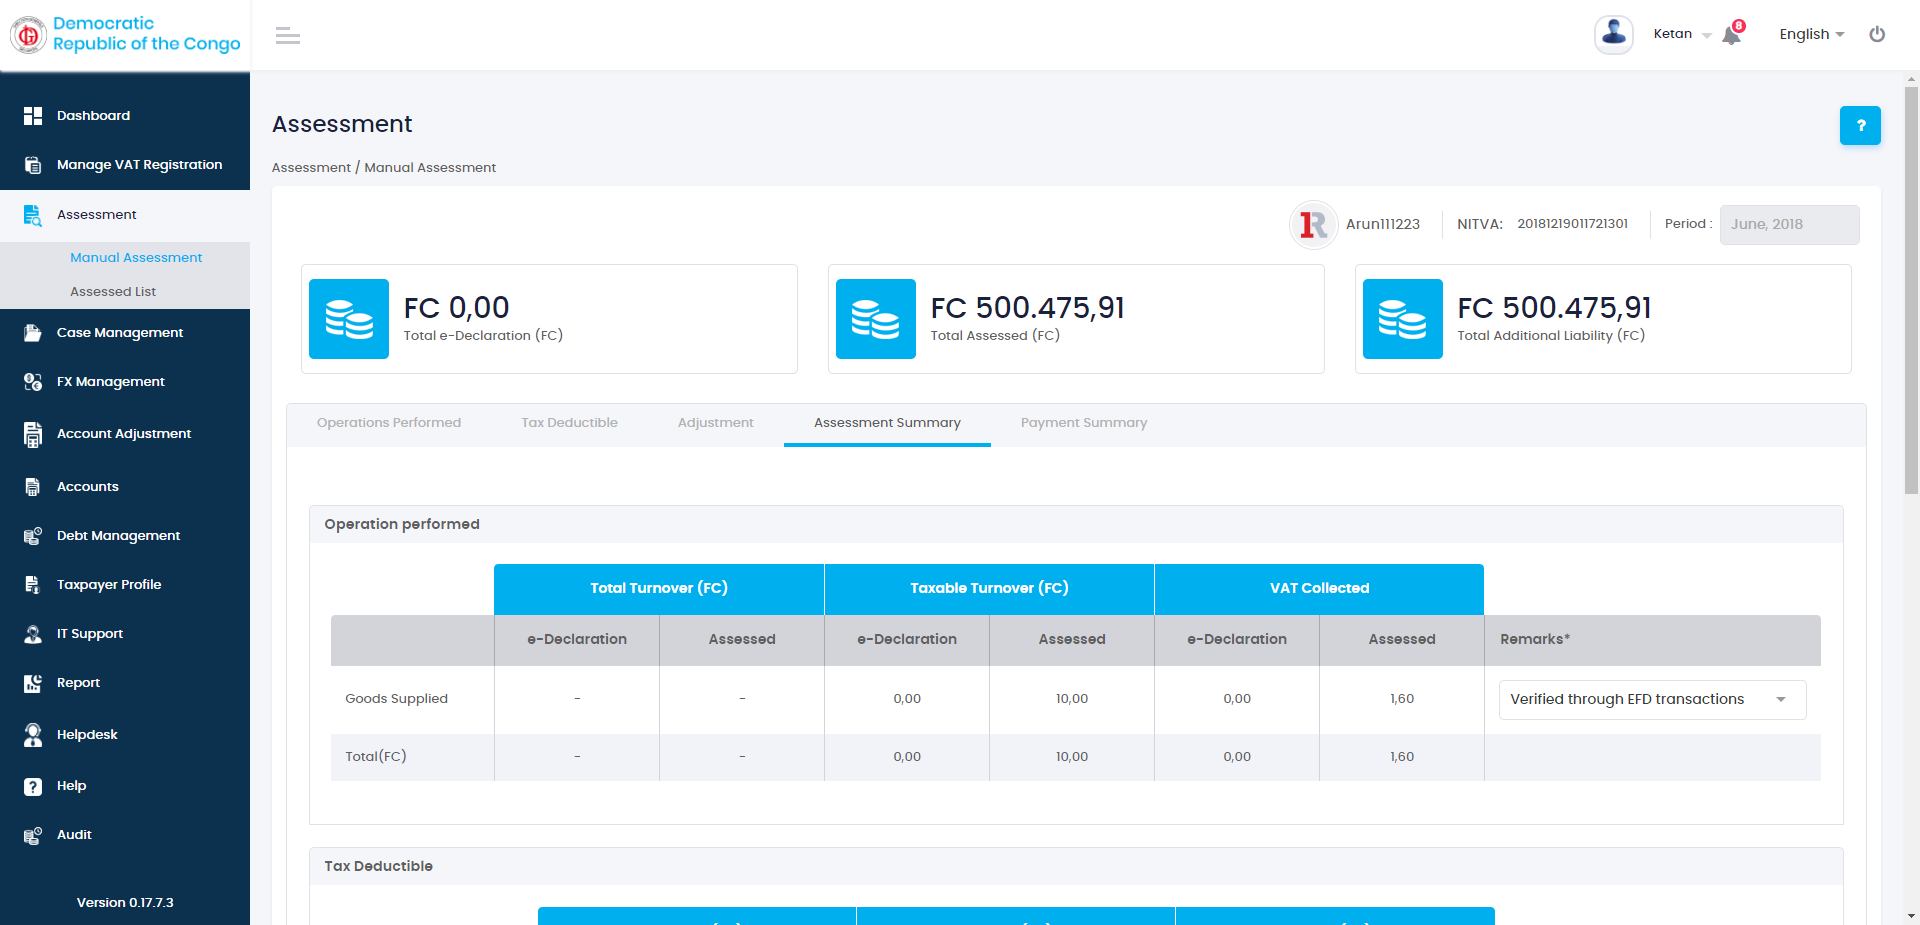 Democratic
Republic of the Congo
Ketan
8
English
Dashboard
Manage VAT Registration
Assessment
Manual Assessment
Assessed List
Case Management
FX Management
Account Adjustment
Accounts
Debt Management
Taxpayer Profile
IT Support
Report
Helpdesk
Help
Audit
Version 0.17.7.3
Assessment
?
Assessment / Manual Assessment
Arun111223 NITVA: 20181219011721301 Period : June, 2018
FC 0,00
Total e-Declaration (FC)
FC 500.475,91
Total Assessed (FC)
FC 500.475,91
Total Additional Liability (FC)
Operations Performed Tax Deductible Adjustment Assessment Summary Payment Summary
Operation performed
Total Turnover (FC) Taxable Turnover (FC) VAT Collected
e-Declaration Assessed e-Declaration Assessed e-Declaration Assessed Remarks*
Goods Supplied - - 0,00 10,00 0,00 1,60 Verified through EFD transactions
Total(FC) - - 0,00 10,00 0,00 1,60
Tax Deductible